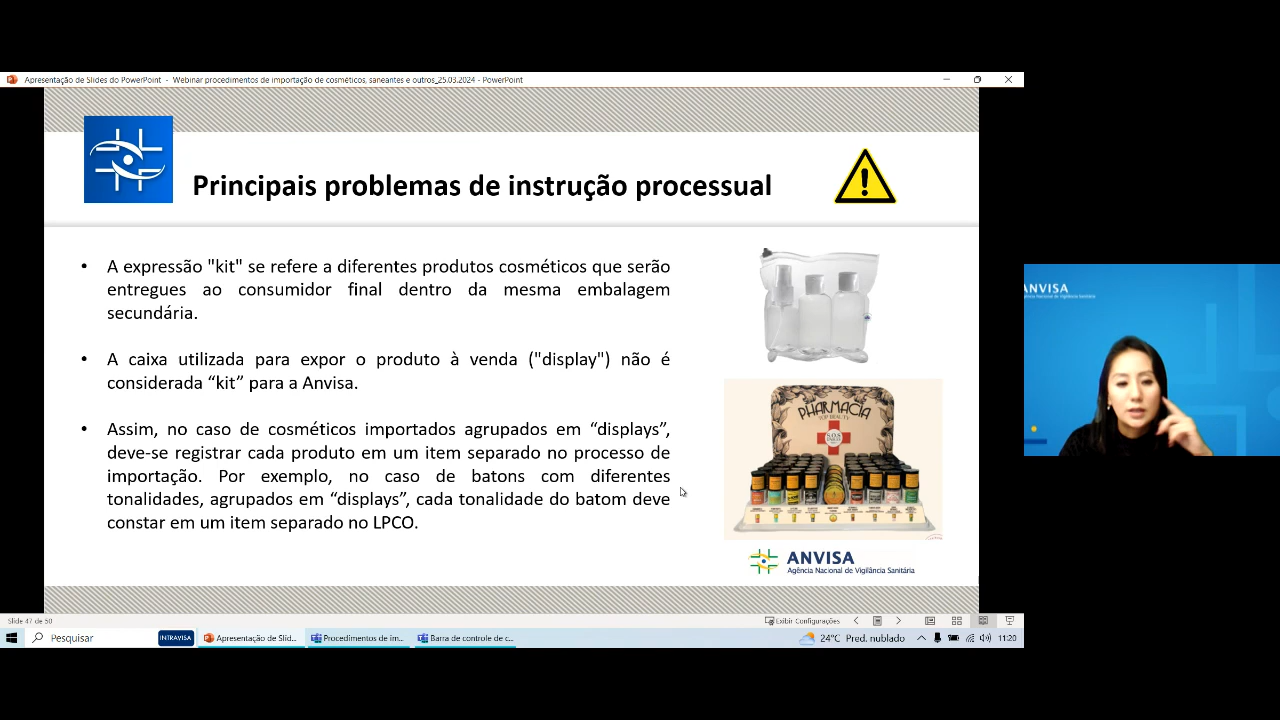 Apresentação de Slides do PowerPoint - Webinar procedimentos de importação de cosméticos, saneantes e outros_25.03.2024 - PowerPoint
Principais problemas de instrução processual
• A expressão "kit" se refere a diferentes produtos cosméticos que serão
entregues ao consumidor final dentro da mesma embalagem
secundária.
• A caixa utilizada para expor o produto à venda ("display") não é
considerada “kit” para a Anvisa.
• Assim, no caso de cosméticos importados agrupados em “displays”,
deve-se registrar cada produto em um item separado no processo de
importação. Por exemplo, no caso de batons com diferentes
tonalidades, agrupados em “displays”, cada tonalidade do batom deve
constar em um item separado no LPCO.
PHARMACIA
TOP BEAUTY
S.O.S
ANVISA
Agência Nacional de Vigilância Sanitária
ANVISA
Agência Nacional de Vigilância Sanitária
Slide 47 de 50
Exibir Configurações
Pesquisar
INTRAVISA
Apresentação de Slid...
Procedimentos de im...
Barra de controle de c...
24°C Pred. nublado
11:20